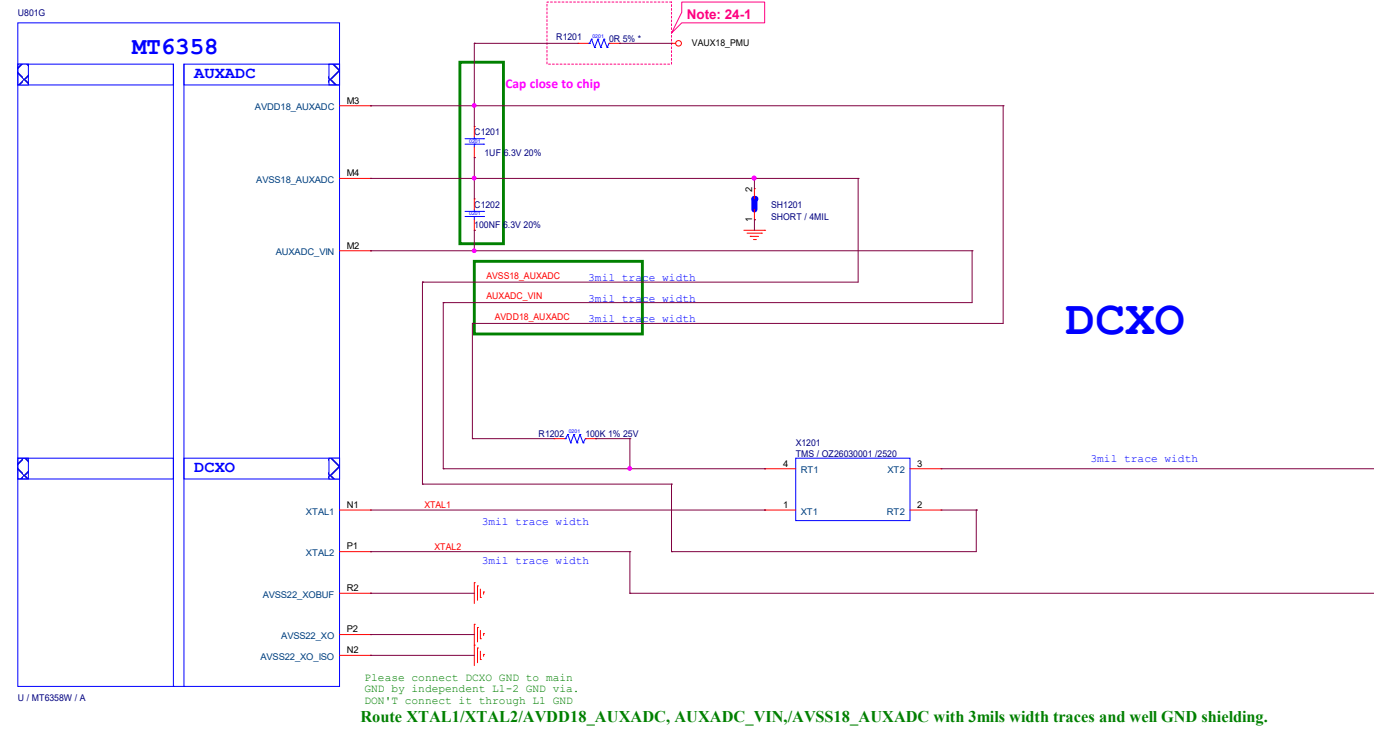 U801G
MT6358
Note: 24-1
R1201 0201 0R 5% *
VAUX18_PMU
AUXADC
Cap close to chip
AVDD18_AUXADC M3
C1201
0201
1UF 6.3V 20%
AVSS18_AUXADC M4
C1202
0201
100NF 6.3V 20%
2
SH1201
SHORT / 4MIL
1
AUXADC_VIN M2
AVSS18_AUXADC 3mil trace width
AUXADC_VIN 3mil trace width
AVDD18_AUXADC 3mil trace width
DCXO
R1202 0201 100K 1% 25V
X1201
TMS / OZ26030001 /2520
DCXO
4 RT1 XT2 3
3mil trace width
XTAL1 N1 XTAL1
1 XT1 RT2 2
3mil trace width
XTAL2 P1 XTAL2
3mil trace width
AVSS22_XOBUF R2
AVSS22_XO P2
AVSS22_XO_ISO N2
Please connect DCXO GND to main
GND by independent L1-2 GND via.
DON'T connect it through L1 GND
U / MT6358W / A
Route XTAL1/XTAL2/AVDD18_AUXADC, AUXADC_VIN,/AVSS18_AUXADC with 3mils width traces and well GND shielding.